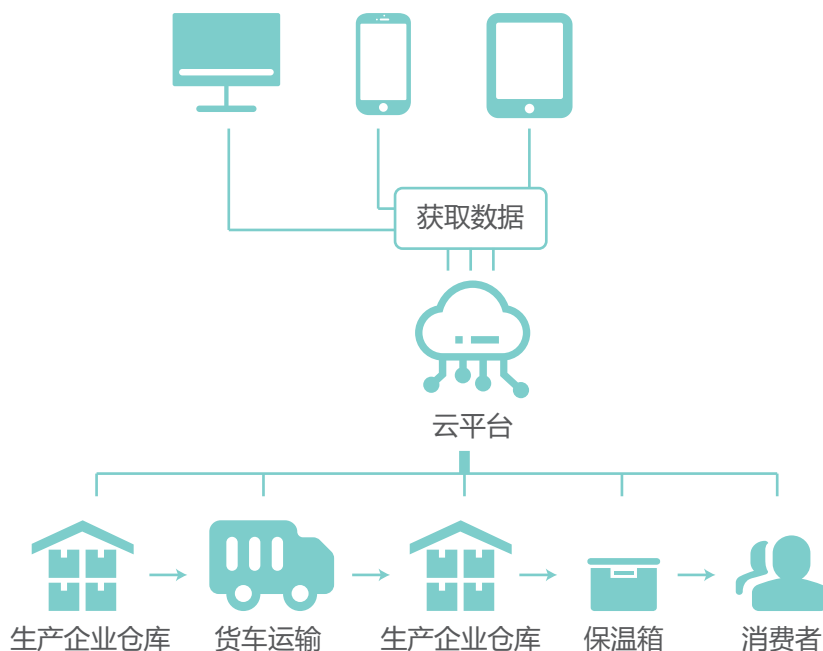 获取数据
云平台
生产企业仓库
货车运输
生产企业仓库
保温箱
消费者